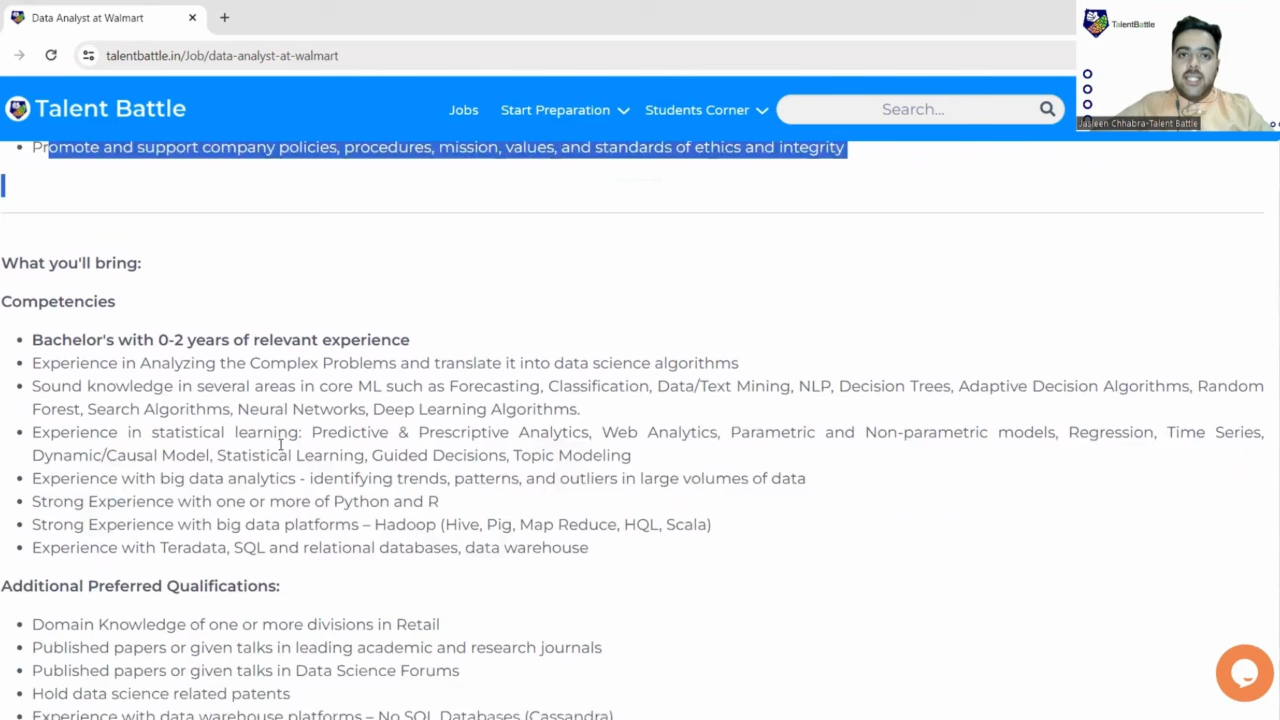 Data Analyst at Walmart
talentbattle.in/Job/data-analyst-at-walmart
TalentBattle
Talent Battle
Jobs
Start Preparation
Students Corner
Search...
Jasleen Chhabra-Talent Battle
Promote and support company policies, procedures, mission, values, and standards of ethics and integrity
What you'll bring:
Competencies
Bachelor's with 0-2 years of relevant experience
Experience in Analyzing the Complex Problems and translate it into data science algorithms
Sound knowledge in several areas in core ML such as Forecasting, Classification, Data/Text Mining, NLP, Decision Trees, Adaptive Decision Algorithms, Random
Forest, Search Algorithms, Neural Networks, Deep Learning Algorithms.
Experience in statistical learning: Predictive & Prescriptive Analytics, Web Analytics, Parametric and Non-parametric models, Regression, Time Series,
Dynamic/Causal Model, Statistical Learning, Guided Decisions, Topic Modeling
Experience with big data analytics - identifying trends, patterns, and outliers in large volumes of data
Strong Experience with one or more of Python and R
Strong Experience with big data platforms – Hadoop (Hive, Pig, Map Reduce, HQL, Scala)
Experience with Teradata, SQL and relational databases, data warehouse
Additional Preferred Qualifications:
Domain Knowledge of one or more divisions in Retail
Published papers or given talks in leading academic and research journals
Published papers or given talks in Data Science Forums
Hold data science related patents
Experience with data warehouse platforms – No SQL Databases (Cassandra)